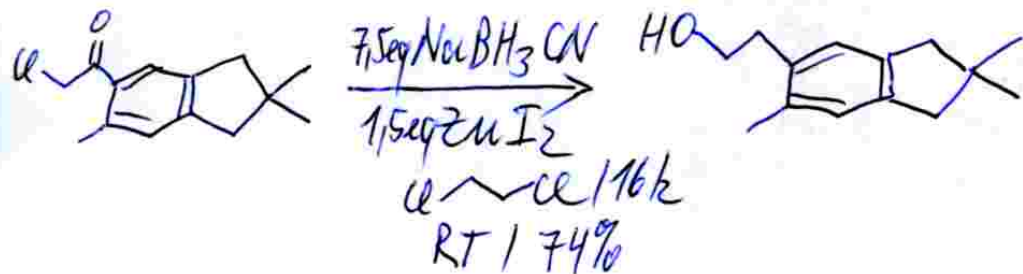 O
Cl
7,5eq NaBH3CN
1,5eq ZnI2
Cl Cl / 16h
RT / 74%
HO